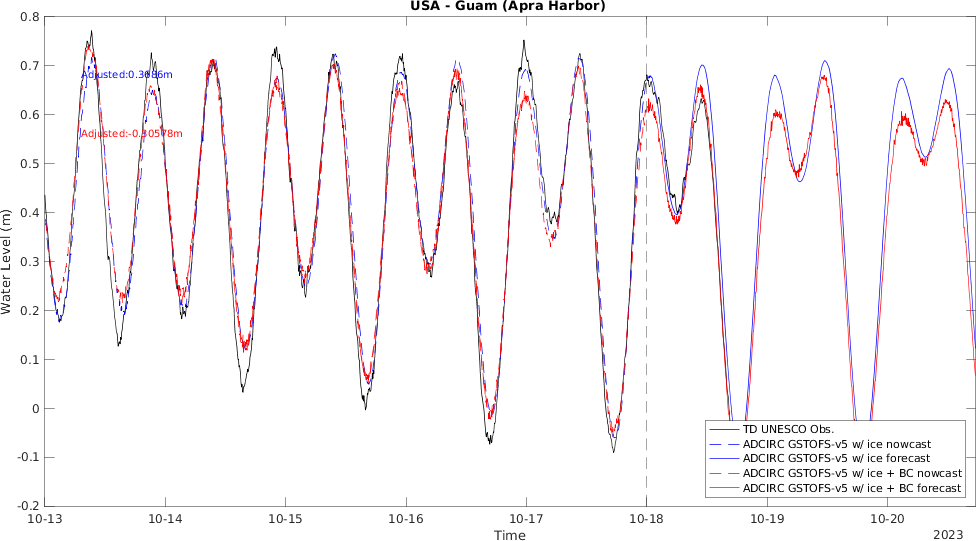 USA - Guam (Apra Harbor)
0.8
0.7
0.6
0.5
0.4
0.3
0.2
0.1
0
-0.1
-0.2
Water Level (m)
Adjusted:0.3086m
Adjusted:-0.30578m
TD UNESCO Obs.
ADCIRC GSTOFS-v5 w/ ice nowcast
ADCIRC GSTOFS-v5 w/ ice forecast
ADCIRC GSTOFS-v5 w/ ice + BC nowcast
ADCIRC GSTOFS-v5 w/ ice + BC forecast
10-13 10-14 10-15 10-16 10-17 10-18 10-19 10-20
Time
2023